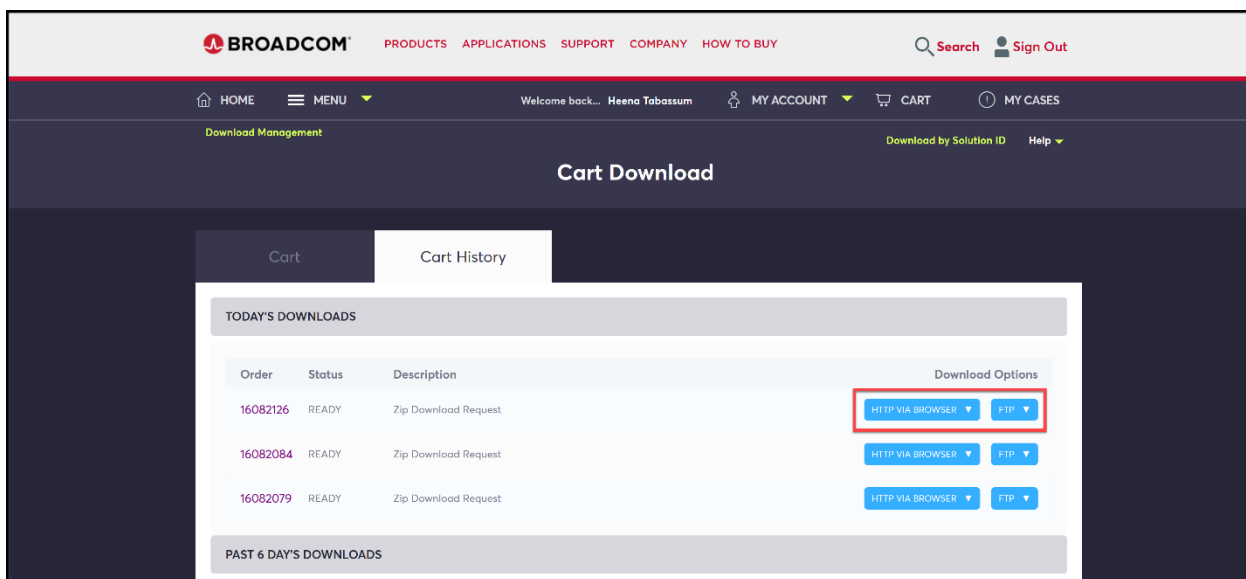 BROADCOM PRODUCTS APPLICATIONS SUPPORT COMPANY HOW TO BUY Search Sign Out
HOME MENU Welcome back... Heena Tabassum MY ACCOUNT CART MY CASES
Download Management Download by Solution ID Help
Cart Download
Cart Cart History
TODAY'S DOWNLOADS
Order Status Description Download Options
16082126 READY Zip Download Request HTTP VIA BROWSER FTP
16082084 READY Zip Download Request HTTP VIA BROWSER FTP
16082079 READY Zip Download Request HTTP VIA BROWSER FTP
PAST 6 DAY'S DOWNLOADS